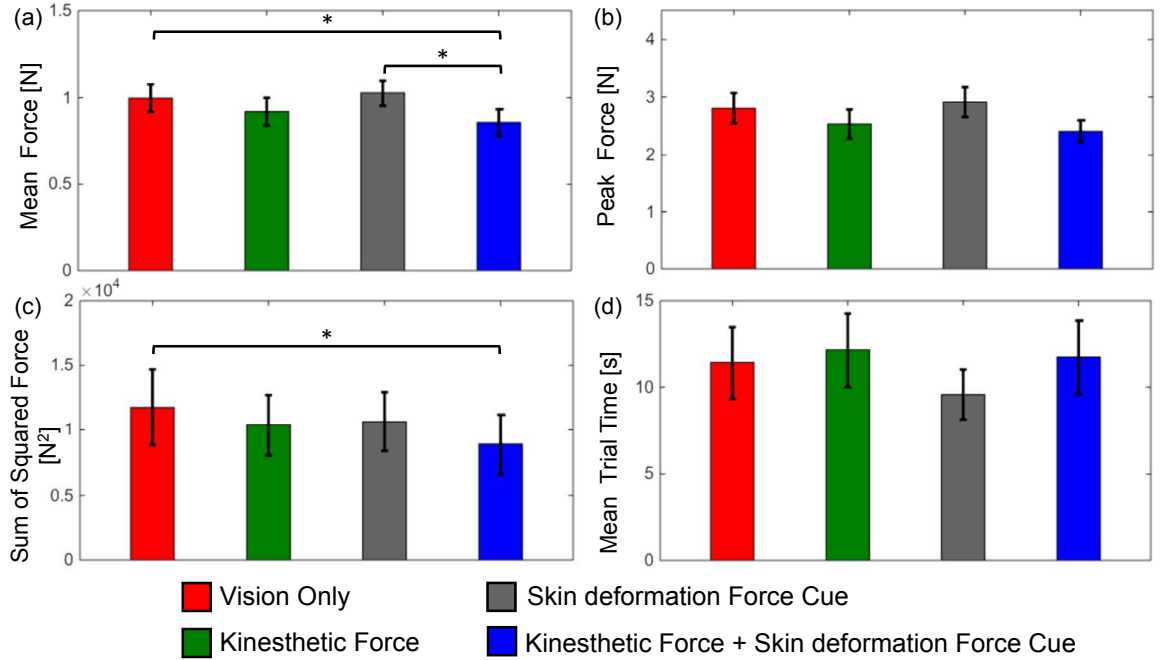 (a)
1.5
1
0.5
0
Mean Force [N]
*
*
(b)
4
3
2
1
0
Peak Force [N]
(c)
×10⁴
2
1.5
1
0.5
0
Sum of Squared Force
[N²]
*
(d)
15
10
5
0
Mean Trial Time [s]
Vision Only
Skin deformation Force Cue
Kinesthetic Force
Kinesthetic Force + Skin deformation Force Cue